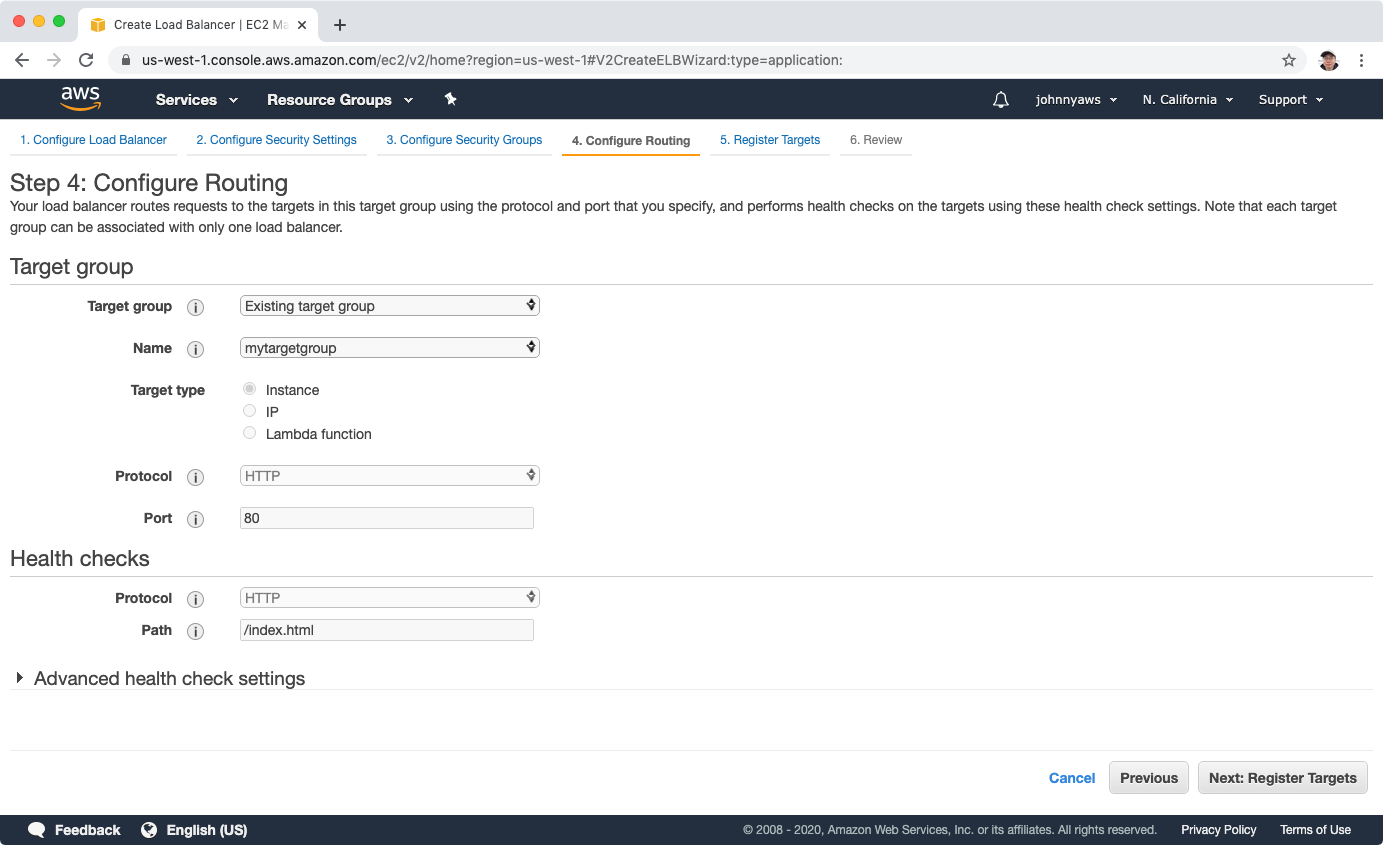 Create Load Balancer | EC2 Ma
us-west-1.console.aws.amazon.com/ec2/v2/home?region=us-west-1#V2CreateELBWizard:type=application:
aws Services Resource Groups johnnyaws N. California Support
1. Configure Load Balancer 2. Configure Security Settings 3. Configure Security Groups 4. Configure Routing 5. Register Targets 6. Review
Step 4: Configure Routing
Your load balancer routes requests to the targets in this target group using the protocol and port that you specify, and performs health checks on the targets using these health check settings. Note that each target
group can be associated with only one load balancer.
Target group
Target group i Existing target group
Name i mytargetgroup
Target type Instance
IP
Lambda function
Protocol i HTTP
Port i 80
Health checks
Protocol i HTTP
Path i /index.html
Advanced health check settings
Cancel Previous Next: Register Targets
Feedback English (US) © 2008 - 2020, Amazon Web Services, Inc. or its affiliates. All rights reserved. Privacy Policy Terms of Use